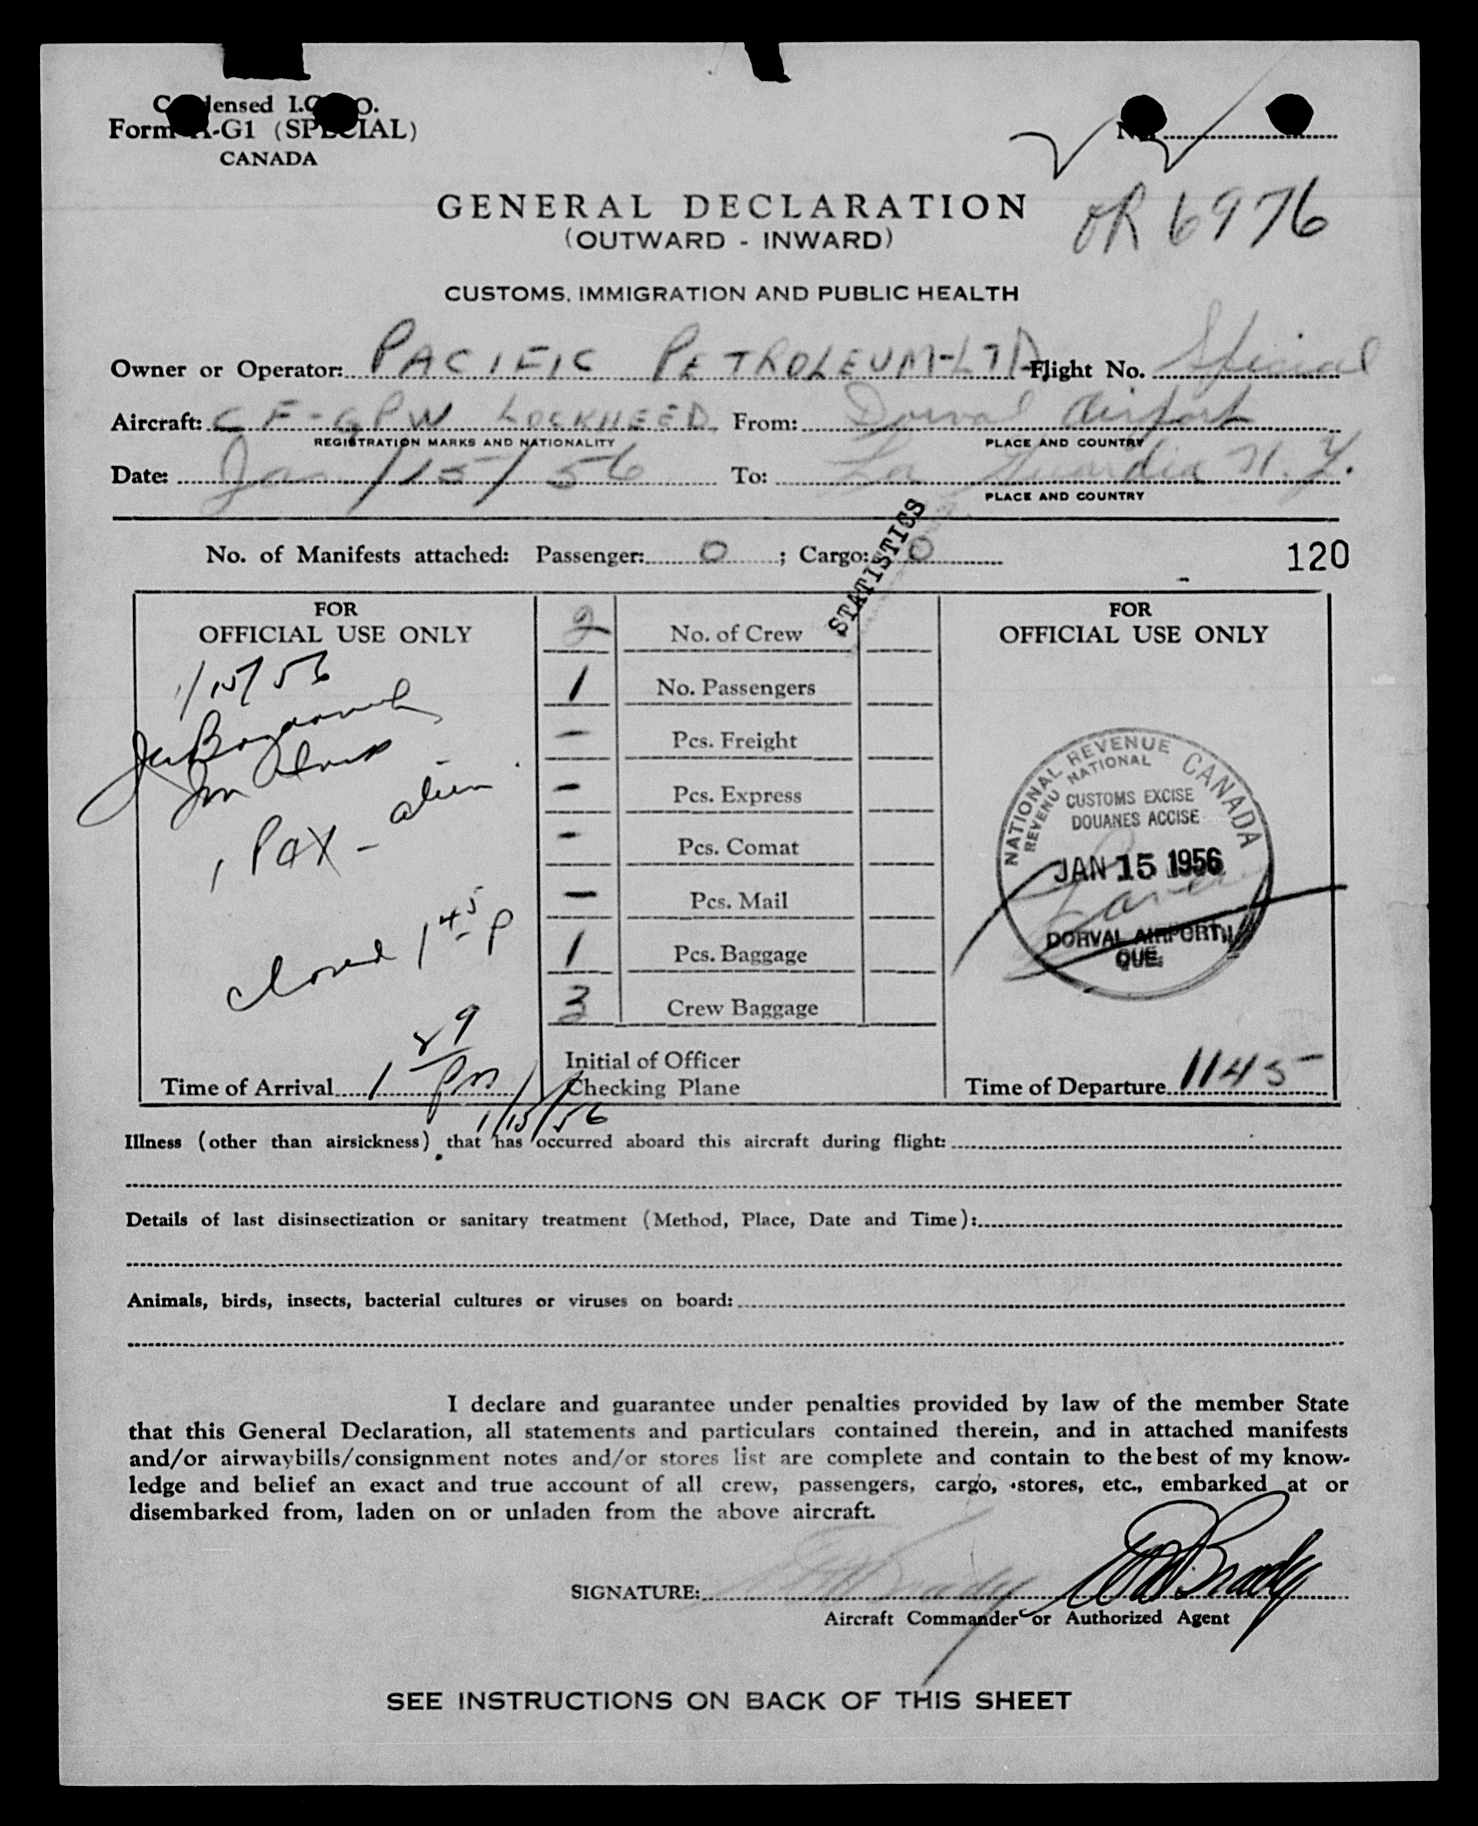 Condensed I.C.A.O.
Form A-G1 (SPECIAL)
CANADA
No.
OR 6976
GENERAL DECLARATION
(OUTWARD - INWARD)
CUSTOMS, IMMIGRATION AND PUBLIC HEALTH
Owner or Operator: PACIFIC PETROLEUM-LTD Flight No. Special
Aircraft: CF-GPW LOCKHEED From: Dorval Airport
REGISTRATION MARKS AND NATIONALITY PLACE AND COUNTRY
Date: Jan/15/56 To: La Guardia N.Y.
PLACE AND COUNTRY
STATISTICS
No. of Manifests attached: Passenger: 0 ; Cargo: 0 120
FOR
OFFICIAL USE ONLY
1/15/56
1 Pax - alien
closed 1 45 P
Time of Arrival 1 29 Pm
1/15/56
2 No. of Crew
1 No. Passengers
- Pcs. Freight
- Pcs. Express
- Pcs. Comat
- Pcs. Mail
1 Pcs. Baggage
3 Crew Baggage
Initial of Officer
Checking Plane
FOR
OFFICIAL USE ONLY
NATIONAL REVENUE CANADA
REVENU NATIONAL
CUSTOMS EXCISE
DOUANES ACCISE
JAN 15 1956
DORVAL AIRPORT
QUE.
Time of Departure 1145
Illness (other than airsickness) that has occurred aboard this aircraft during flight:
Details of last disinsectization or sanitary treatment (Method, Place, Date and Time):
Animals, birds, insects, bacterial cultures or viruses on board:
I declare and guarantee under penalties provided by law of the member State
that this General Declaration, all statements and particulars contained therein, and in attached manifests
and/or airwaybills/consignment notes and/or stores list are complete and contain to the best of my know-
ledge and belief an exact and true account of all crew, passengers, cargo, stores, etc., embarked at or
disembarked from, laden on or unladen from the above aircraft.
SIGNATURE: Brady
Aircraft Commander or Authorized Agent
SEE INSTRUCTIONS ON BACK OF THIS SHEET